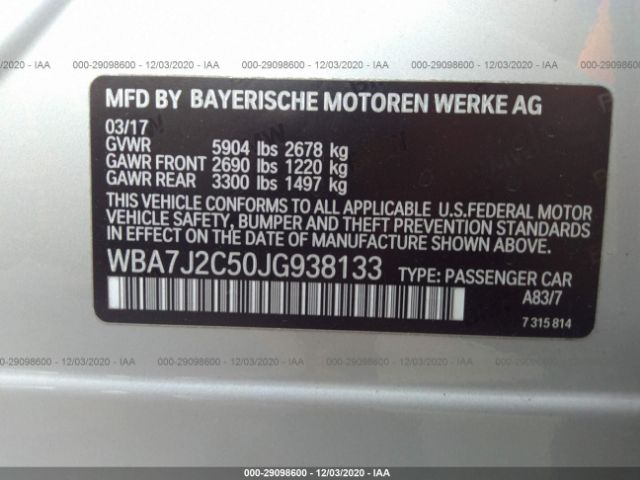 000-29098600 - 12/03/2020 - IAA
MFD BY BAYERISCHE MOTOREN WERKE AG
03/17
GVWR 5904 lbs 2678 kg
GAWR FRONT 2690 lbs 1220 kg
GAWR REAR 3300 lbs 1497 kg
THIS VEHICLE CONFORMS TO ALL APPLICABLE U.S.FEDERAL MOTOR
VEHICLE SAFETY, BUMPER AND THEFT PREVENTION STANDARDS
IN EFFECT ON THE DATE OF MANUFACTURE SHOWN ABOVE.
WBA7J2C50JG938133 TYPE: PASSENGER CAR
A83/7
7 315 814
000-29098600 - 12/03/2020 - IAA